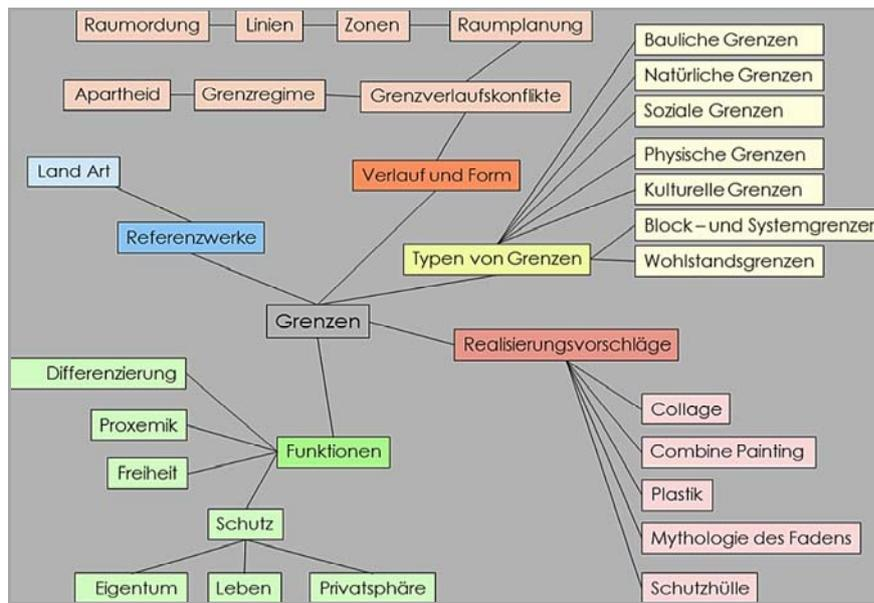 Raumordung
Linien
Zonen
Raumplanung
Bauliche Grenzen
Natürliche Grenzen
Apartheid
Grenzregime
Grenzverlaufskonflikte
Soziale Grenzen
Physische Grenzen
Land Art
Verlauf und Form
Kulturelle Grenzen
Referenzwerke
Block – und Systemgrenzen
Typen von Grenzen
Wohlstandsgrenzen
Grenzen
Realisierungsvorschläge
Differenzierung
Collage
Proxemik
Funktionen
Combine Painting
Freiheit
Plastik
Schutz
Mythologie des Fadens
Eigentum
Leben
Privatsphäre
Schutzhülle